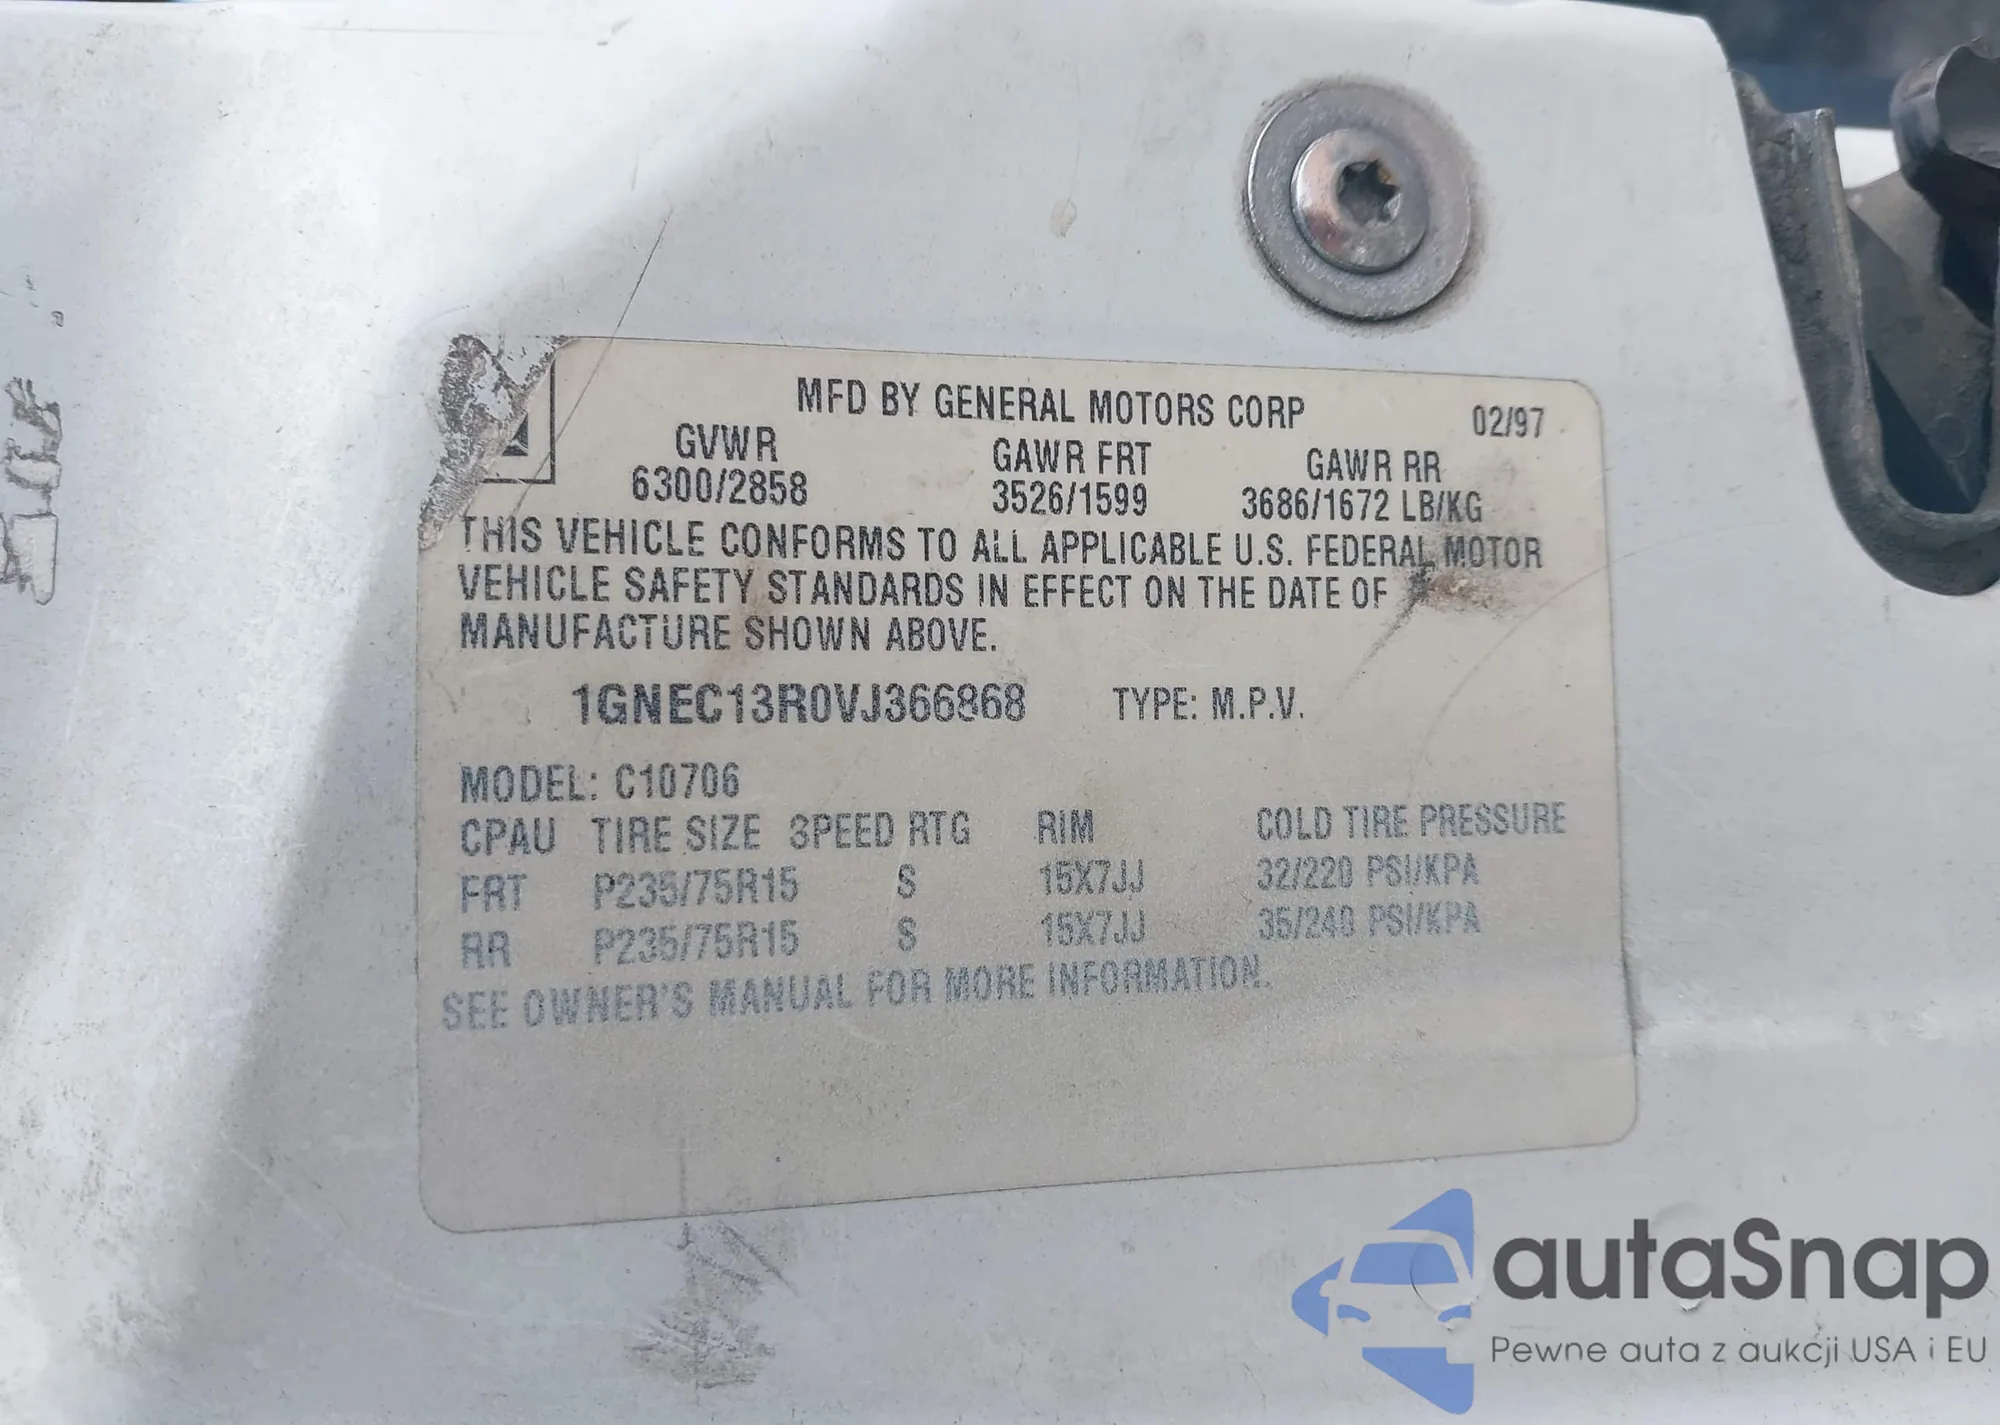 MFD BY GENERAL MOTORS CORP 02/97
GVWR GAWR FRT GAWR RR
6300/2858 3526/1599 3686/1672 LB/KG
THIS VEHICLE CONFORMS TO ALL APPLICABLE U.S. FEDERAL MOTOR
VEHICLE SAFETY STANDARDS IN EFFECT ON THE DATE OF
MANUFACTURE SHOWN ABOVE.
1GNEC13R0VJ366868 TYPE: M.P.V.
MODEL: C10706
CPAU TIRE SIZE SPEED RTG RIM COLD TIRE PRESSURE
FRT P235/75R15 S 15X7JJ 32/220 PSI/KPA
RR P235/75R15 S 15X7JJ 35/240 PSI/KPA
SEE OWNER'S MANUAL FOR MORE INFORMATION.
autaSnap
Pewne auta z aukcji USA i EU